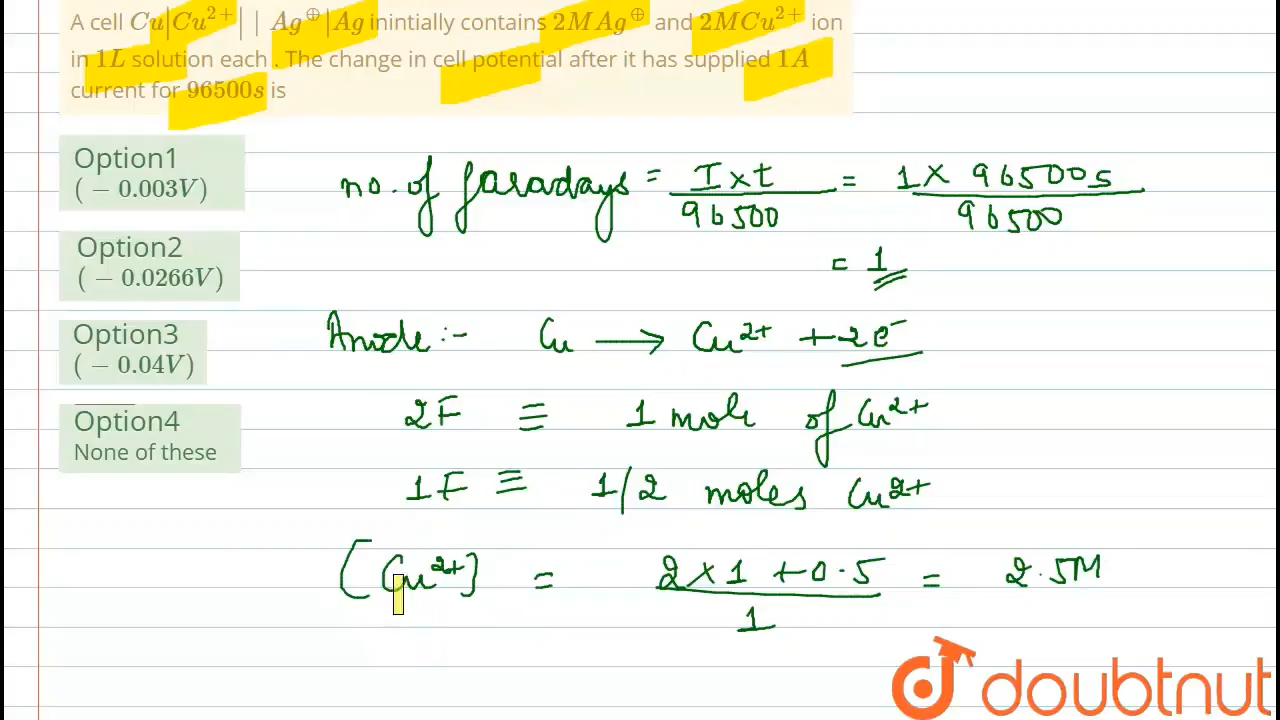 A cell Cu|Cu²⁺||Ag^⊕|Ag inintially contains 2MAg^⊕ and 2MCu²⁺ ion
in 1L solution each . The change in cell potential after it has supplied 1A
current for 96500s is
Option1
(−0.003V)
Option2
(−0.0266V)
Option3
(−0.04V)
Option4
None of these
no. of faradays = I×t / 96500 = 1 × 96500s / 96500
= 1
Anode :- Cu → Cu²⁺ + 2e⁻
2F ≡ 1 mole of Cu²⁺
1F ≡ 1/2 moles Cu²⁺
[Cu²⁺] = 2×1 + 0.5 / 1 = 2.5M
doubtnut